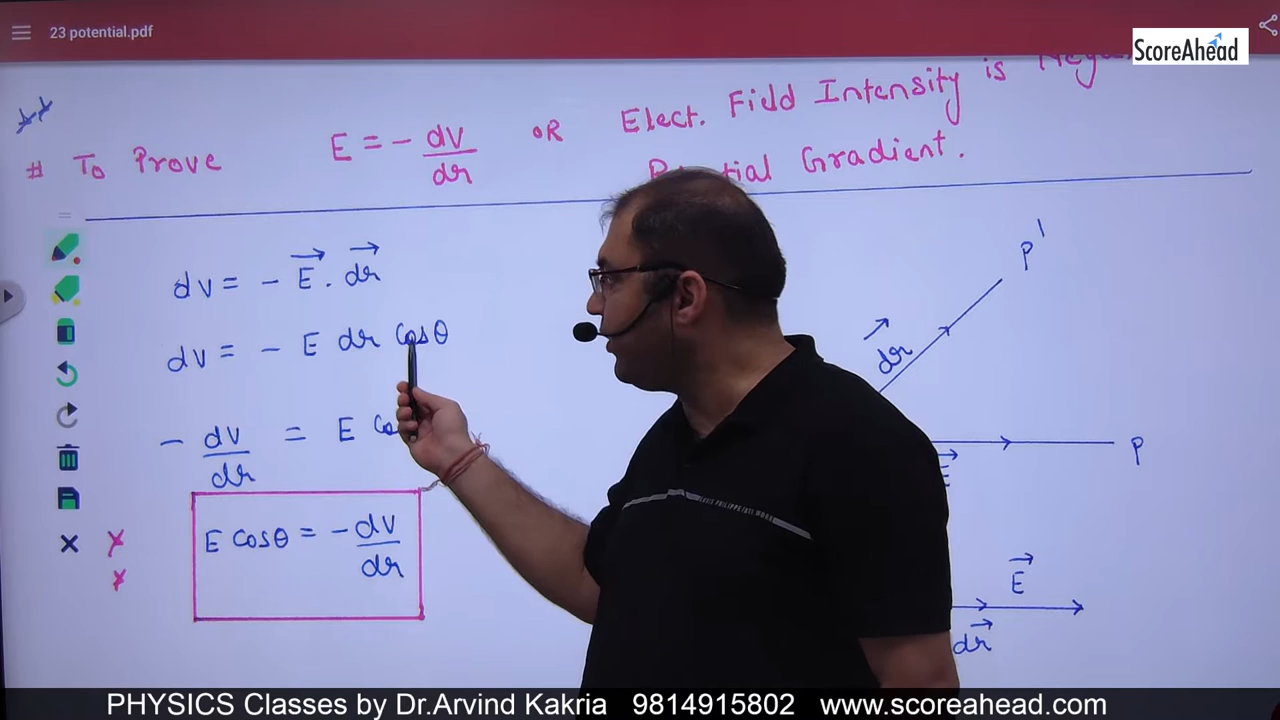 23 potential.pdf
ScoreAhead
# To Prove E = - dv/dr OR Elect. Field Intensity is
Gradient.
dv = - E⃗ . dr⃗
dv = - E dr Cosθ
- dv/dr = E
E Cosθ = - dv/dr
P'
dr⃗
P
E⃗
E⃗
dr⃗
PHYSICS Classes by Dr.Arvind Kakria 9814915802 www.scoreahead.com